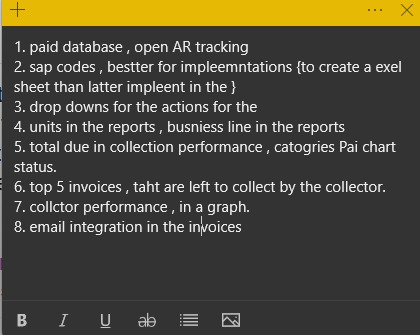 1. paid database , open AR tracking
2. sap codes , bestter for impleemntations {to create a exel
sheet than latter impleent in the }
3. drop downs for the actions for the
4. units in the reports , busniess line in the reports
5. total due in collection performance , catogries Pai chart
status.
6. top 5 invoices , taht are left to collect by the collector.
7. collctor performance , in a graph.
8. email integration in the invoices
B I U ab